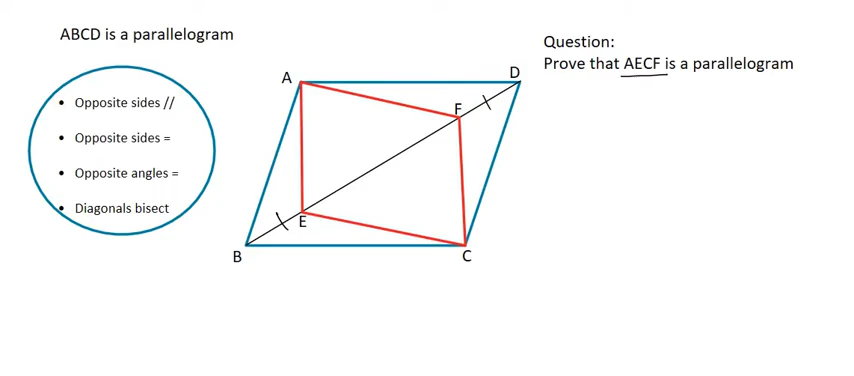 ABCD is a parallelogram
• Opposite sides //
• Opposite sides =
• Opposite angles =
• Diagonals bisect
A
D
F
E
B
C
Question:
Prove that AECF is a parallelogram